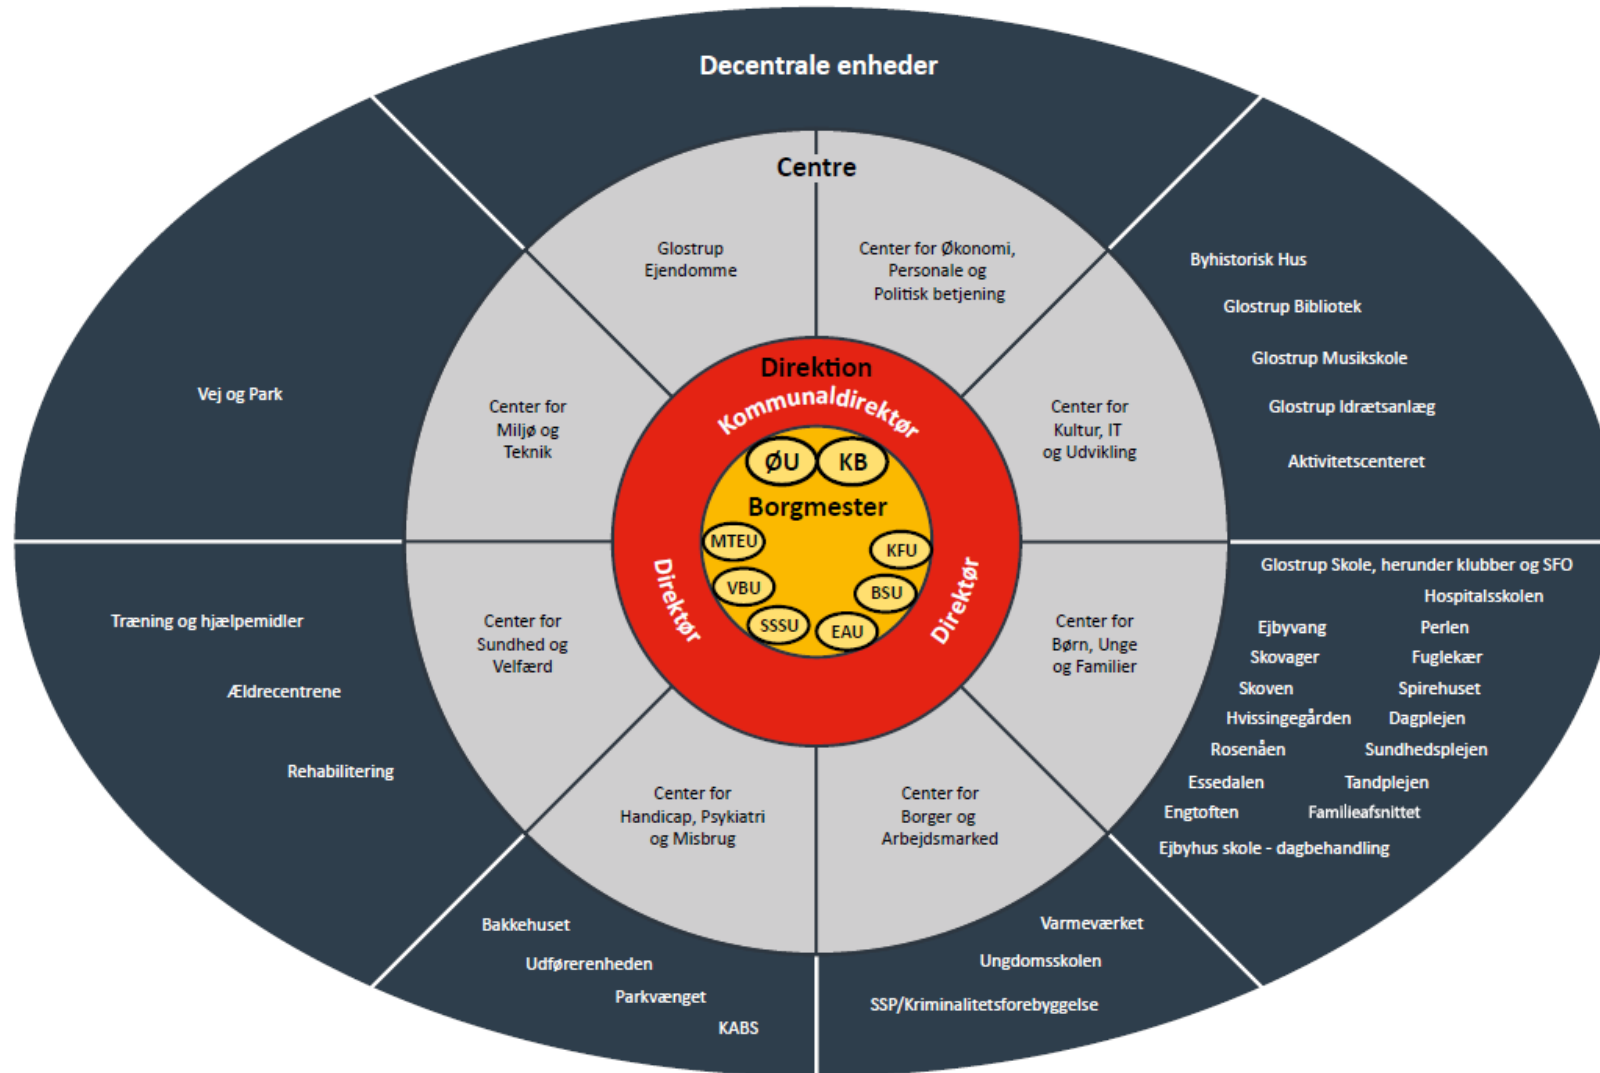 Decentrale enheder
Centre
Glostrup
Ejendomme
Center for Økonomi,
Personale og
Politisk betjening
Byhistorisk Hus
Glostrup Bibliotek
Glostrup Musikskole
Glostrup Idrætsanlæg
Aktivitetscenteret
Vej og Park
Center for
Miljø og
Teknik
Center for
Kultur, IT
og Udvikling
Direktion
Kommunaldirektør
ØU
KB
Borgmester
MTEU
KFU
VBU
BSU
SSSU
EAU
Direktør
Direktør
Glostrup Skole, herunder klubber og SFO
Hospitalsskolen
Ejbyvang
Perlen
Skovager
Fuglekær
Skoven
Spirehuset
Hvissingegården
Dagplejen
Rosenåen
Sundhedsplejen
Essedalen
Tandplejen
Engtoften
Familieafsnittet
Ejbyhus skole - dagbehandling
Center for
Sundhed og
Velfærd
Center for
Børn, Unge
og Familier
Træning og hjælpemidler
Ældrecentrene
Rehabilitering
Center for
Handicap, Psykiatri
og Misbrug
Center for
Borger og
Arbejdsmarked
Bakkehuset
Udførerenheden
Parkvænget
KABS
Varmeværket
Ungdomsskolen
SSP/Kriminalitetsforebyggelse